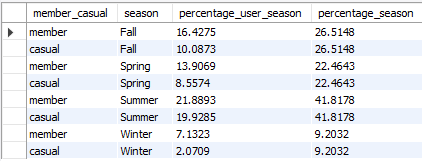 member_casual season percentage_user_season percentage_season
member Fall 16.4275 26.5148
casual Fall 10.0873 26.5148
member Spring 13.9069 22.4643
casual Spring 8.5574 22.4643
member Summer 21.8893 41.8178
casual Summer 19.9285 41.8178
member Winter 7.1323 9.2032
casual Winter 2.0709 9.2032